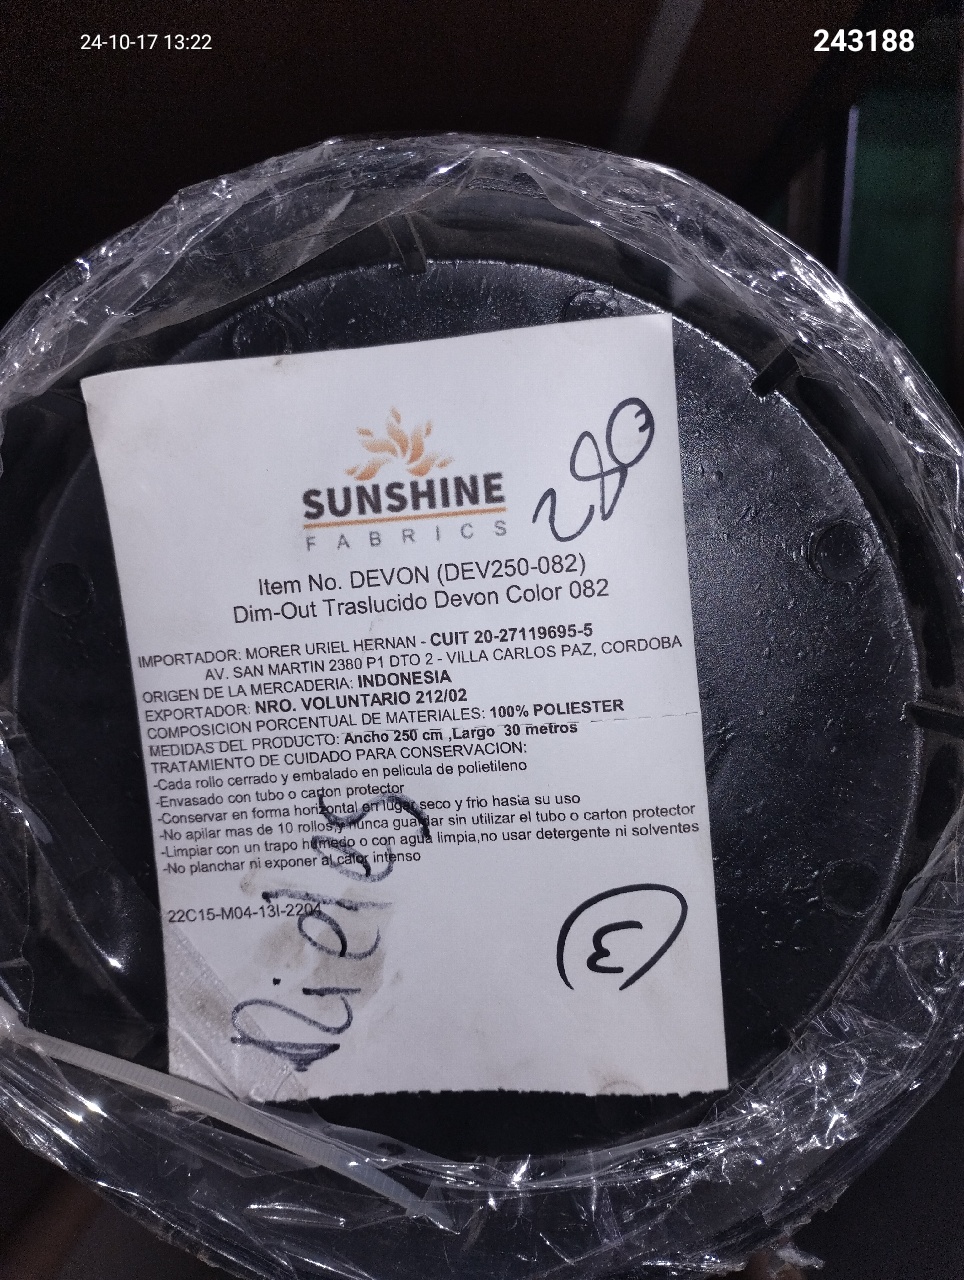 24-10-17 13:22
243188
SUNSHINE
FABRICS
Item No. DEVON (DEV250-082)
Dim-Out Traslucido Devon Color 082
IMPORTADOR: MORER URIEL HERNAN - CUIT 20-27119695-5
AV. SAN MARTIN 2380 P1 DTO 2 - VILLA CARLOS PAZ, CORDOBA
ORIGEN DE LA MERCADERIA: INDONESIA
EXPORTADOR: NRO. VOLUNTARIO 212/02
COMPOSICION PORCENTUAL DE MATERIALES: 100% POLIESTER
MEDIDAS DEL PRODUCTO: Ancho 250 cm ,Largo 30 metros
TRATAMIENTO DE CUIDADO PARA CONSERVACION:
-Cada rollo cerrado y embalado en pelicula de polietileno
-Envasado con tubo o carton protector
-Conservar en forma horizontal en lugar seco y frio hasia su uso
-No apilar mas de 10 rollos,y nunca guardar sin utilizar el tubo o carton protector
-Limpiar con un trapo humedo o con agua limpia,no usar detergente ni solventes
-No planchar ni exponer al calor intenso
22C15-M04-13I-2204
3